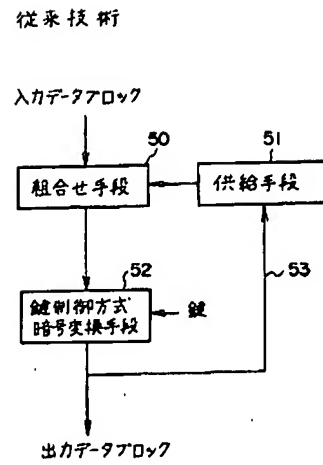 従来技術
入力データブロック
50
51
組合せ手段
供給手段
52
53
鍵制御方式
暗号変換手段
鍵
出力データブロック